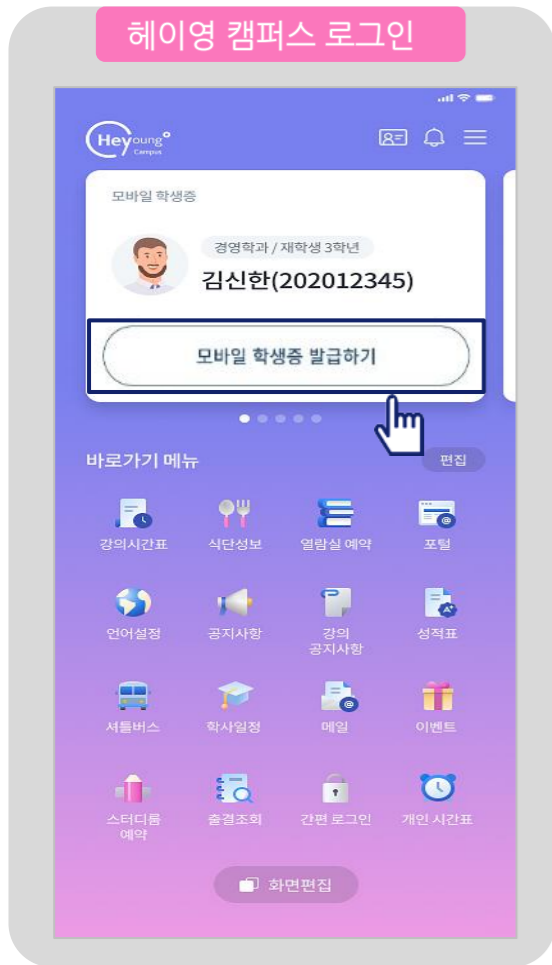 헤이영 캠퍼스 로그인
Heyoung
Campus
모바일 학생증
경영학과 / 재학생 3학년
김신한(202012345)
모바일 학생증 발급하기
바로가기 메뉴
편집
강의시간표
식단정보
열람실 예약
포털
언어설정
공지사항
강의
공지사항
성적표
셔틀버스
학사일정
메일
이벤트
스터디룸
예약
출결조회
간편 로그인
개인 시간표
화면편집